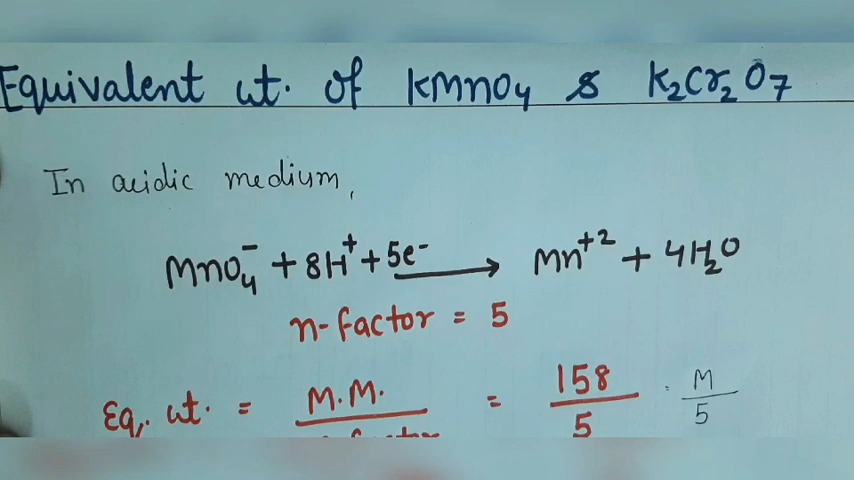 Equivalent wt. of KMnO4 & K2Cr2O7
In acidic medium,
MnO4- + 8H+ + 5e- ⟶ Mn+2 + 4H2O
n-factor = 5
Eq. wt. = M.M. / n-factor = 158/5 . M/5